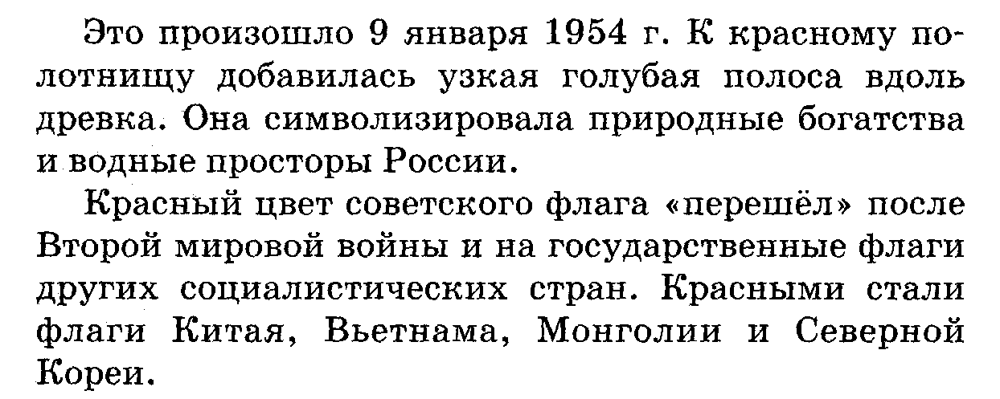 Это произошло 9 января 1954 г. К красному по-
лотнищу добавилась узкая голубая полоса вдоль
древка. Она символизировала природные богатства
и водные просторы России.
Красный цвет советского флага «перешёл» после
Второй мировой войны и на государственные флаги
других социалистических стран. Красными стали
флаги Китая, Вьетнама, Монголии и Северной
Кореи.